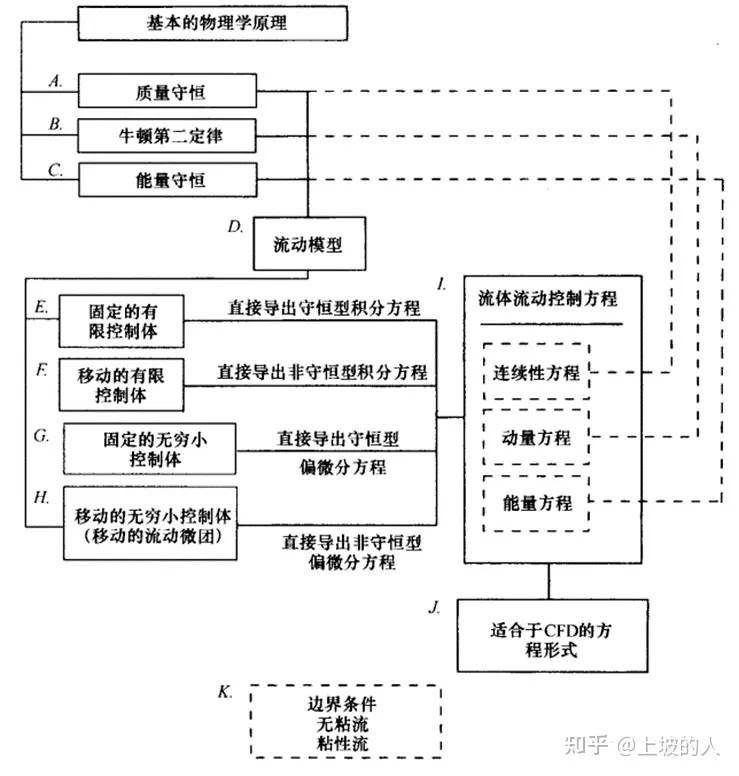 基本的物理学原理
A.
质量守恒
B.
牛顿第二定律
C.
能量守恒
D.
流动模型
E.
固定的有
限控制体
直接导出守恒型积分方程
F.
移动的有限
控制体
直接导出非守恒型积分方程
G.
固定的无穷小
控制体
直接导出守恒型
偏微分方程
H.
移动的无穷小控制体
(移动的流动微团)
直接导出非守恒型
偏微分方程
I.
流体流动控制方程
连续性方程
动量方程
能量方程
J.
适合于CFD的方
程形式
K.
边界条件
无粘流
粘性流
知乎 @上坡的人